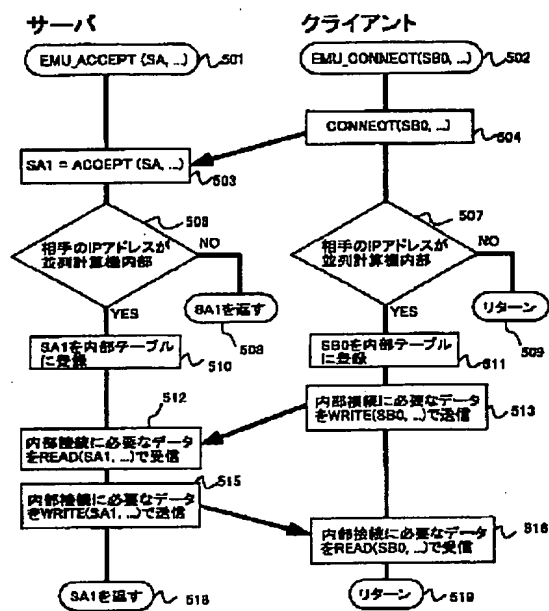 サーバ
クライアント
EMU_ACCEPT (SA, ...)
501
EMU_CONNECT(SB0, ...)
502
CONNECT(SB0, ...)
504
SA1 = ACCEPT (SA, ...)
503
506
507
相手のIPアドレスが
並列計算機内部
NO
YES
相手のIPアドレスが
並列計算機内部
NO
YES
SA1を返す
508
リターン
509
SA1を内部テーブル
に登録
510
SB0を内部テーブル
に登録
511
512
内部接続に必要なデータ
をWRITE(SB0, ...)で送信
513
内部接続に必要なデータ
をREAD(SA1, ...)で受信
515
内部接続に必要なデータ
をWRITE(SA1, ...)で送信
内部接続に必要なデータ
をREAD(SB0, ...)で受信
516
SA1を返す
518
リターン
519